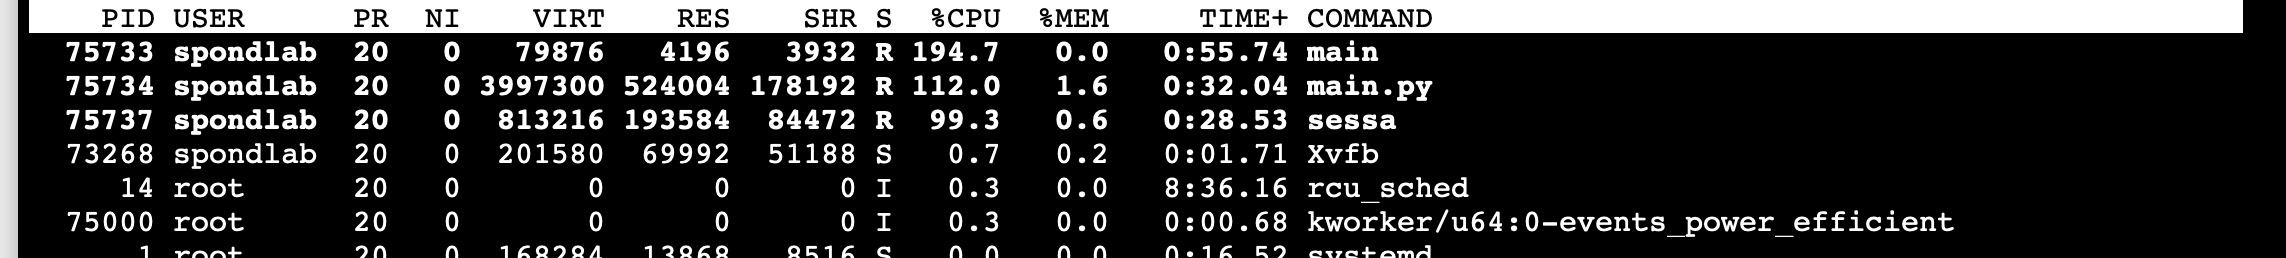 PID USER PR NI VIRT RES SHR S %CPU %MEM TIME+ COMMAND
75733 spondlab 20 0 79876 4196 3932 R 194.7 0.0 0:55.74 main
75734 spondlab 20 0 3997300 524004 178192 R 112.0 1.6 0:32.04 main.py
75737 spondlab 20 0 813216 193584 84472 R 99.3 0.6 0:28.53 sessa
73268 spondlab 20 0 201580 69992 51188 S 0.7 0.2 0:01.71 Xvfb
14 root 20 0 0 0 0 I 0.3 0.0 8:36.16 rcu_sched
75000 root 20 0 0 0 0 I 0.3 0.0 0:00.68 kworker/u64:0-events_power_efficient
1 root 20 0 168284 13868 8516 S 0.0 0.0 0:16.52 systemd